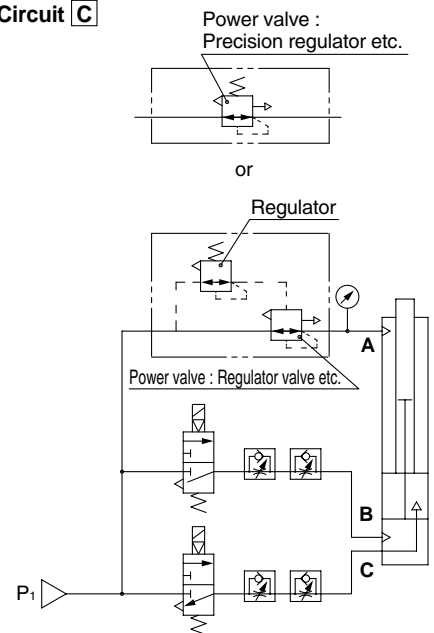 Circuit C
Power valve :
Precision regulator etc.
or
Regulator
A
Power valve : Regulator valve etc.
B
C
P1